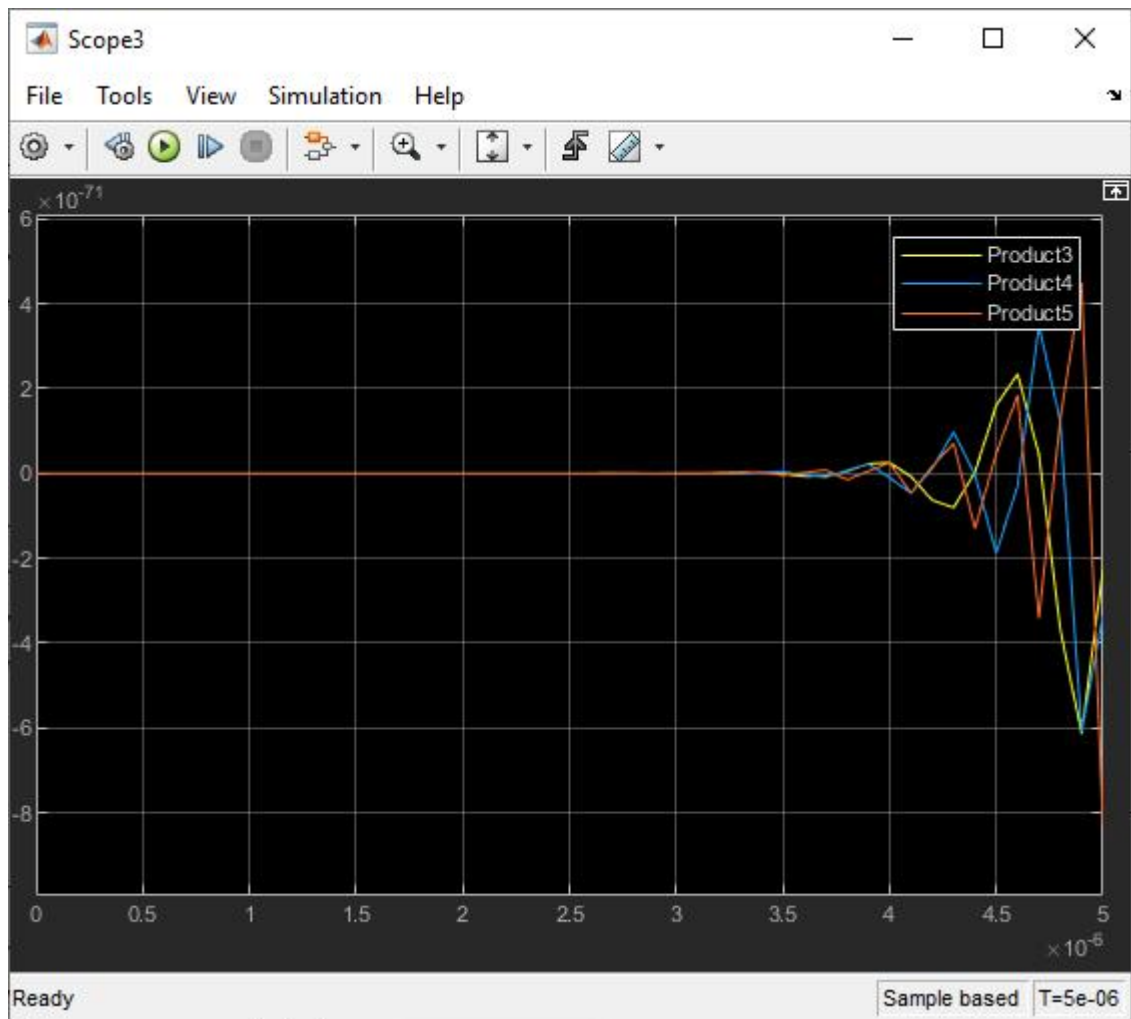 Scope3
File Tools View Simulation Help
×10-71
6
4
2
0
-2
-4
-6
-8
Product3
Product4
Product5
0 0.5 1 1.5 2 2.5 3 3.5 4 4.5 5
×10-6
Ready Sample based T=5e-06